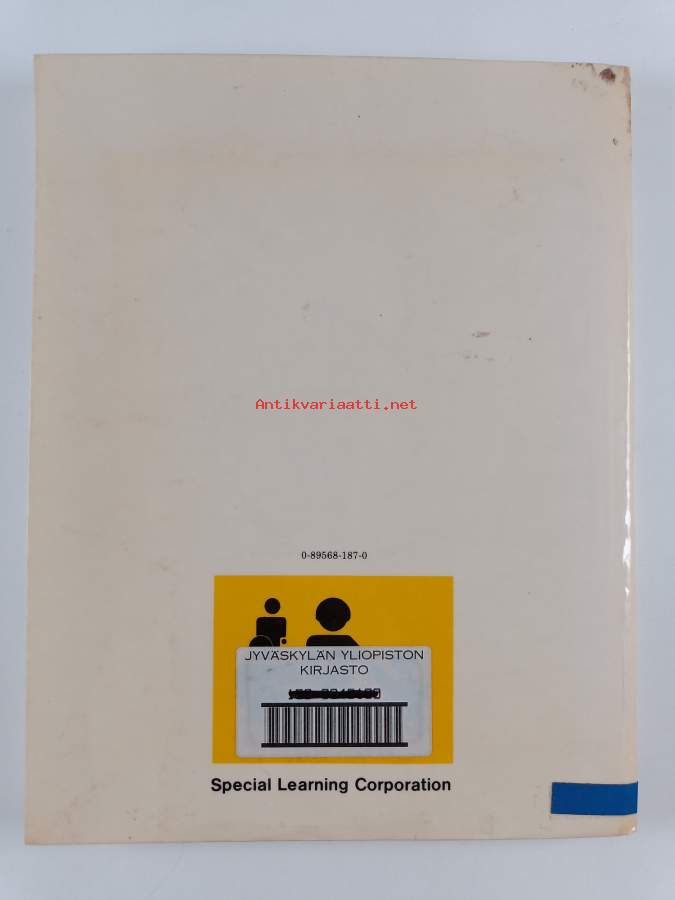 Antikvariaatti.net
0-89568-187-0
JYVÄSKYLÄN YLIOPISTON
KIRJASTO
Special Learning Corporation